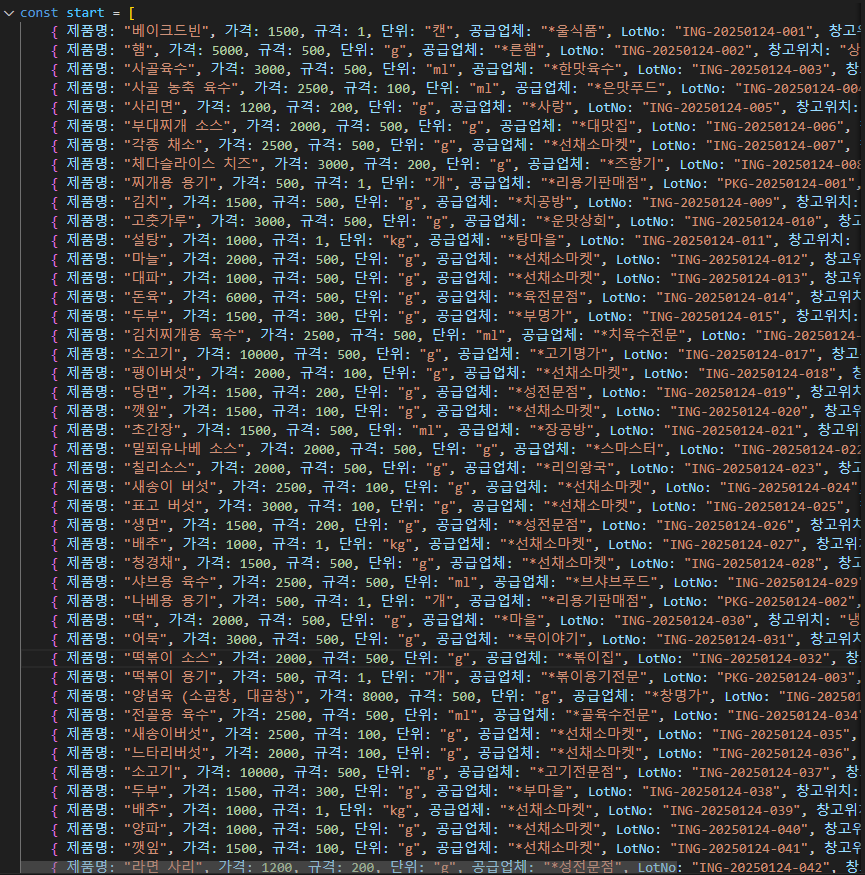 const start = [
{ 제품명: "베이크드빈", 가격: 1500, 규격: 1, 단위: "캔", 공급업체: "*울식품", LotNo: "ING-20250124-001", 창고위
{ 제품명: "햄", 가격: 5000, 규격: 500, 단위: "g", 공급업체: "*른햄", LotNo: "ING-20250124-002", 창고위치: "상
{ 제품명: "사골육수", 가격: 3000, 규격: 500, 단위: "ml", 공급업체: "*한맛육수", LotNo: "ING-20250124-003", 창
{ 제품명: "사골 농축 육수", 가격: 2500, 규격: 100, 단위: "ml", 공급업체: "*은맛푸드", LotNo: "ING-20250124-004
{ 제품명: "사리면", 가격: 1200, 규격: 200, 단위: "g", 공급업체: "*사랑", LotNo: "ING-20250124-005", 창고위치:
{ 제품명: "부대찌개 소스", 가격: 2000, 규격: 500, 단위: "g", 공급업체: "*대맛집", LotNo: "ING-20250124-006",
{ 제품명: "각종 채소", 가격: 2500, 규격: 500, 단위: "g", 공급업체: "*선채소마켓", LotNo: "ING-20250124-007",
{ 제품명: "체다슬라이스 치즈", 가격: 3000, 규격: 200, 단위: "g", 공급업체: "*즈향기", LotNo: "ING-20250124-008
{ 제품명: "찌개용 용기", 가격: 500, 규격: 1, 단위: "개", 공급업체: "*리용기판매점", LotNo: "PKG-20250124-001",
{ 제품명: "김치", 가격: 1500, 규격: 500, 단위: "g", 공급업체: "*치공방", LotNo: "ING-20250124-009", 창고위치:
{ 제품명: "고춧가루", 가격: 3000, 규격: 500, 단위: "g", 공급업체: "*운맛상회", LotNo: "ING-20250124-010", 창고
{ 제품명: "설탕", 가격: 1000, 규격: 1, 단위: "kg", 공급업체: "*탕마을", LotNo: "ING-20250124-011", 창고위치:
{ 제품명: "마늘", 가격: 2000, 규격: 500, 단위: "g", 공급업체: "*선채소마켓", LotNo: "ING-20250124-012", 창고위
{ 제품명: "대파", 가격: 1000, 규격: 500, 단위: "g", 공급업체: "*선채소마켓", LotNo: "ING-20250124-013", 창고위
{ 제품명: "돈육", 가격: 6000, 규격: 500, 단위: "g", 공급업체: "*육전문점", LotNo: "ING-20250124-014", 창고위치
{ 제품명: "두부", 가격: 1500, 규격: 300, 단위: "g", 공급업체: "*부명가", LotNo: "ING-20250124-015", 창고위치:
{ 제품명: "김치찌개용 육수", 가격: 2500, 규격: 500, 단위: "ml", 공급업체: "*치육수전문", LotNo: "ING-20250124-
{ 제품명: "소고기", 가격: 10000, 규격: 500, 단위: "g", 공급업체: "*고기명가", LotNo: "ING-20250124-017", 창고
{ 제품명: "팽이버섯", 가격: 2000, 규격: 100, 단위: "g", 공급업체: "*선채소마켓", LotNo: "ING-20250124-018", 창
{ 제품명: "당면", 가격: 1500, 규격: 200, 단위: "g", 공급업체: "*성전문점", LotNo: "ING-20250124-019", 창고위치
{ 제품명: "깻잎", 가격: 1500, 규격: 100, 단위: "g", 공급업체: "*선채소마켓", LotNo: "ING-20250124-020", 창고위
{ 제품명: "초간장", 가격: 1500, 규격: 500, 단위: "ml", 공급업체: "*장공방", LotNo: "ING-20250124-021", 창고위
{ 제품명: "밀푀유나베 소스", 가격: 2000, 규격: 500, 단위: "g", 공급업체: "*스마스터", LotNo: "ING-20250124-022
{ 제품명: "칠리소스", 가격: 2000, 규격: 500, 단위: "g", 공급업체: "*리의왕국", LotNo: "ING-20250124-023", 창고
{ 제품명: "새송이 버섯", 가격: 2500, 규격: 100, 단위: "g", 공급업체: "*선채소마켓", LotNo: "ING-20250124-024"
{ 제품명: "표고 버섯", 가격: 3000, 규격: 100, 단위: "g", 공급업체: "*선채소마켓", LotNo: "ING-20250124-025",
{ 제품명: "생면", 가격: 1500, 규격: 200, 단위: "g", 공급업체: "*성전문점", LotNo: "ING-20250124-026", 창고위치
{ 제품명: "배추", 가격: 1000, 규격: 1, 단위: "kg", 공급업체: "*선채소마켓", LotNo: "ING-20250124-027", 창고위치
{ 제품명: "청경채", 가격: 1500, 규격: 500, 단위: "g", 공급업체: "*선채소마켓", LotNo: "ING-20250124-028", 창고
{ 제품명: "샤브용 육수", 가격: 2500, 규격: 500, 단위: "ml", 공급업체: "*브샤브푸드", LotNo: "ING-20250124-029"
{ 제품명: "나베용 용기", 가격: 500, 규격: 1, 단위: "개", 공급업체: "*리용기판매점", LotNo: "PKG-20250124-002",
{ 제품명: "떡", 가격: 2000, 규격: 500, 단위: "g", 공급업체: "*마을", LotNo: "ING-20250124-030", 창고위치: "냉
{ 제품명: "어묵", 가격: 3000, 규격: 500, 단위: "g", 공급업체: "*묵이야기", LotNo: "ING-20250124-031", 창고위치
{ 제품명: "떡볶이 소스", 가격: 2000, 규격: 500, 단위: "g", 공급업체: "*볶이집", LotNo: "ING-20250124-032", 창
{ 제품명: "떡볶이 용기", 가격: 500, 규격: 1, 단위: "개", 공급업체: "*볶이용기전문", LotNo: "PKG-20250124-003",
{ 제품명: "양념육 (소곱창, 대곱창)", 가격: 8000, 규격: 500, 단위: "g", 공급업체: "*창명가", LotNo: "ING-202501
{ 제품명: "전골용 육수", 가격: 2500, 규격: 500, 단위: "ml", 공급업체: "*골육수전문", LotNo: "ING-20250124-034
{ 제품명: "새송이버섯", 가격: 2500, 규격: 100, 단위: "g", 공급업체: "*선채소마켓", LotNo: "ING-20250124-035",
{ 제품명: "느타리버섯", 가격: 2000, 규격: 100, 단위: "g", 공급업체: "*선채소마켓", LotNo: "ING-20250124-036",
{ 제품명: "소고기", 가격: 10000, 규격: 500, 단위: "g", 공급업체: "*고기전문점", LotNo: "ING-20250124-037", 창
{ 제품명: "두부", 가격: 1500, 규격: 300, 단위: "g", 공급업체: "*부마을", LotNo: "ING-20250124-038", 창고위치:
{ 제품명: "배추", 가격: 1000, 규격: 1, 단위: "kg", 공급업체: "*선채소마켓", LotNo: "ING-20250124-039", 창고위치
{ 제품명: "양파", 가격: 1000, 규격: 500, 단위: "g", 공급업체: "*선채소마켓", LotNo: "ING-20250124-040", 창고위
{ 제품명: "깻잎", 가격: 1500, 규격: 100, 단위: "g", 공급업체: "*선채소마켓", LotNo: "ING-20250124-041", 창고위
{ 제품명: "라면 사리", 가격: 1200, 규격: 200, 단위: "g", 공급업체: "*성전문점", LotNo: "ING-20250124-042", 창